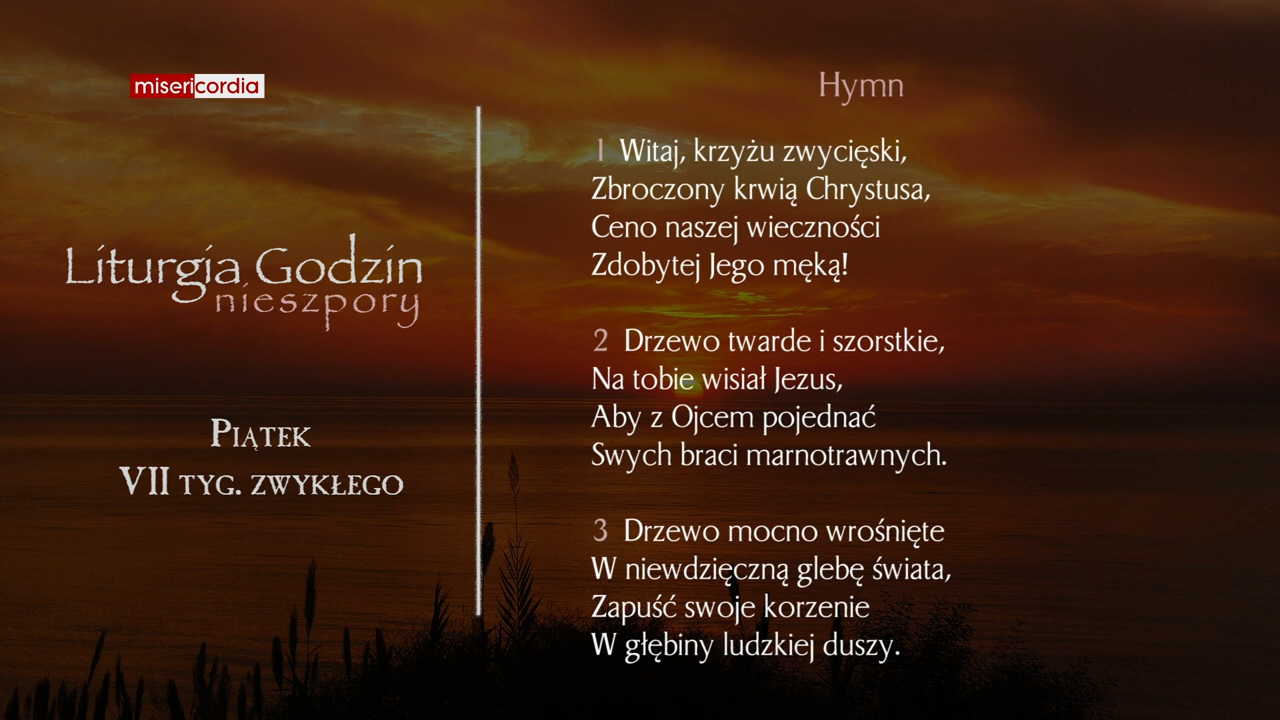 misericordia
Liturgia Godzin
nieszpory
Piątek
VII tyg. zwykłego
Hymn
1 Witaj, krzyżu zwycięski,
Zbroczony krwią Chrystusa,
Ceno naszej wieczności
Zdobytej Jego męką!
2 Drzewo twarde i szorstkie,
Na tobie wisiał Jezus,
Aby z Ojcem pojednać
Swych braci marnotrawnych.
3 Drzewo mocno wrośnięte
W niewdzięczną glebę świata,
Zapuść swoje korzenie
W głębiny ludzkiej duszy.